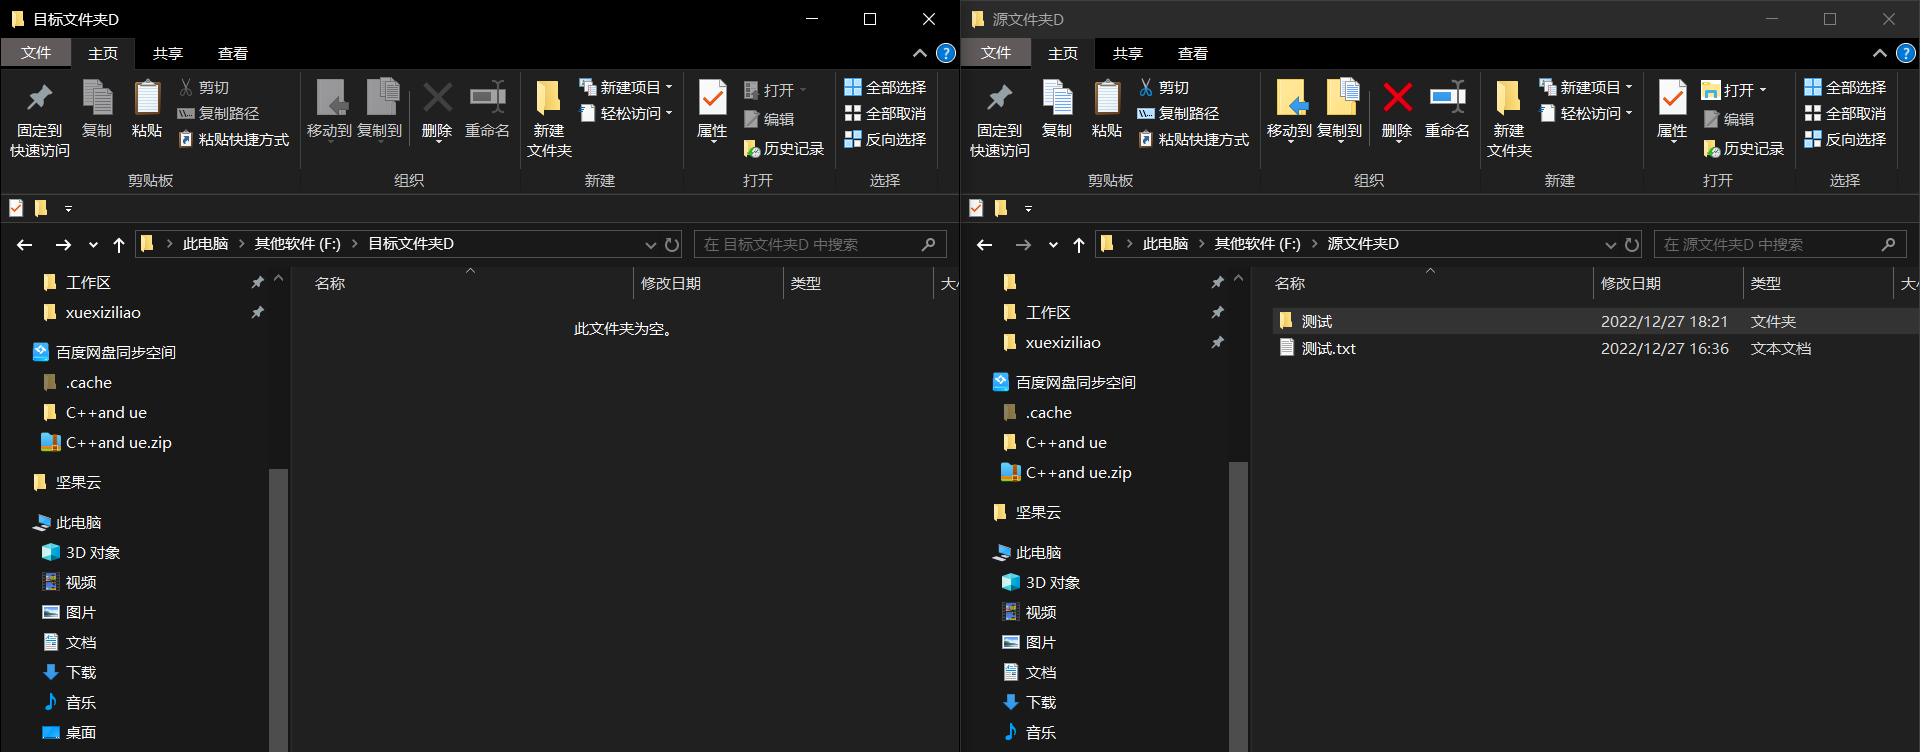 目标文件夹D
文件 主页 共享 查看
固定到
快速访问
复制
粘贴
剪切
复制路径
粘贴快捷方式
剪贴板
移动到 复制到 删除 重命名
组织
新建
文件夹
新建项目
轻松访问
新建
属性
打开
编辑
历史记录
打开
全部选择
全部取消
反向选择
选择
此电脑 > 其他软件 (F:) > 目标文件夹D
在 目标文件夹D 中搜索
工作区
xuexiziliao
百度网盘同步空间
.cache
C++and ue
C++and ue.zip
坚果云
此电脑
3D 对象
视频
图片
文档
下载
音乐
桌面
名称 修改日期 类型 大
此文件夹为空。
源文件夹D
文件 主页 共享 查看
固定到
快速访问
复制
粘贴
剪切
复制路径
粘贴快捷方式
剪贴板
移动到 复制到 删除 重命名
组织
新建
文件夹
新建项目
轻松访问
新建
属性
打开
编辑
历史记录
打开
全部选择
全部取消
反向选择
选择
此电脑 > 其他软件 (F:) > 源文件夹D
在 源文件夹D 中搜索
工作区
xuexiziliao
百度网盘同步空间
.cache
C++and ue
C++and ue.zip
坚果云
此电脑
3D 对象
视频
图片
文档
下载
音乐
名称 修改日期 类型 大
测试 2022/12/27 18:21 文件夹
测试.txt 2022/12/27 16:36 文本文档